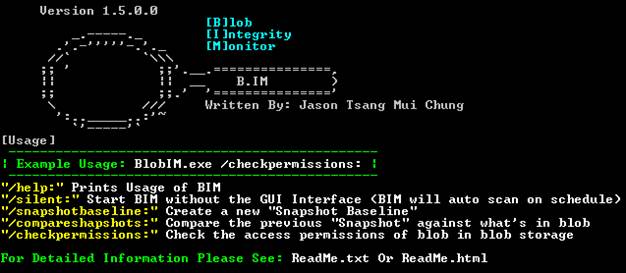 Version 1.5.0.0
[B]lob
[I]ntegrity
[M]onitor
B.IM
Written By: Jason Tsang Mui Chung
[Usage]
¦ Example Usage: BlobIM.exe /checkpermissions: ¦
"/help:" Prints Usage of BIM
"/silent:" Start BIM without the GUI Interface (BIM will auto scan on schedule)
"/snapshotbaseline:" Create a new "Snapshot Baseline"
"/compareshapshots:" Compare the previous "Snapshot" against what's in blob
"/checkpermissions:" Check the access permissions of blob in blob storage
For Detailed Information Please See: ReadMe.txt Or ReadMe.html